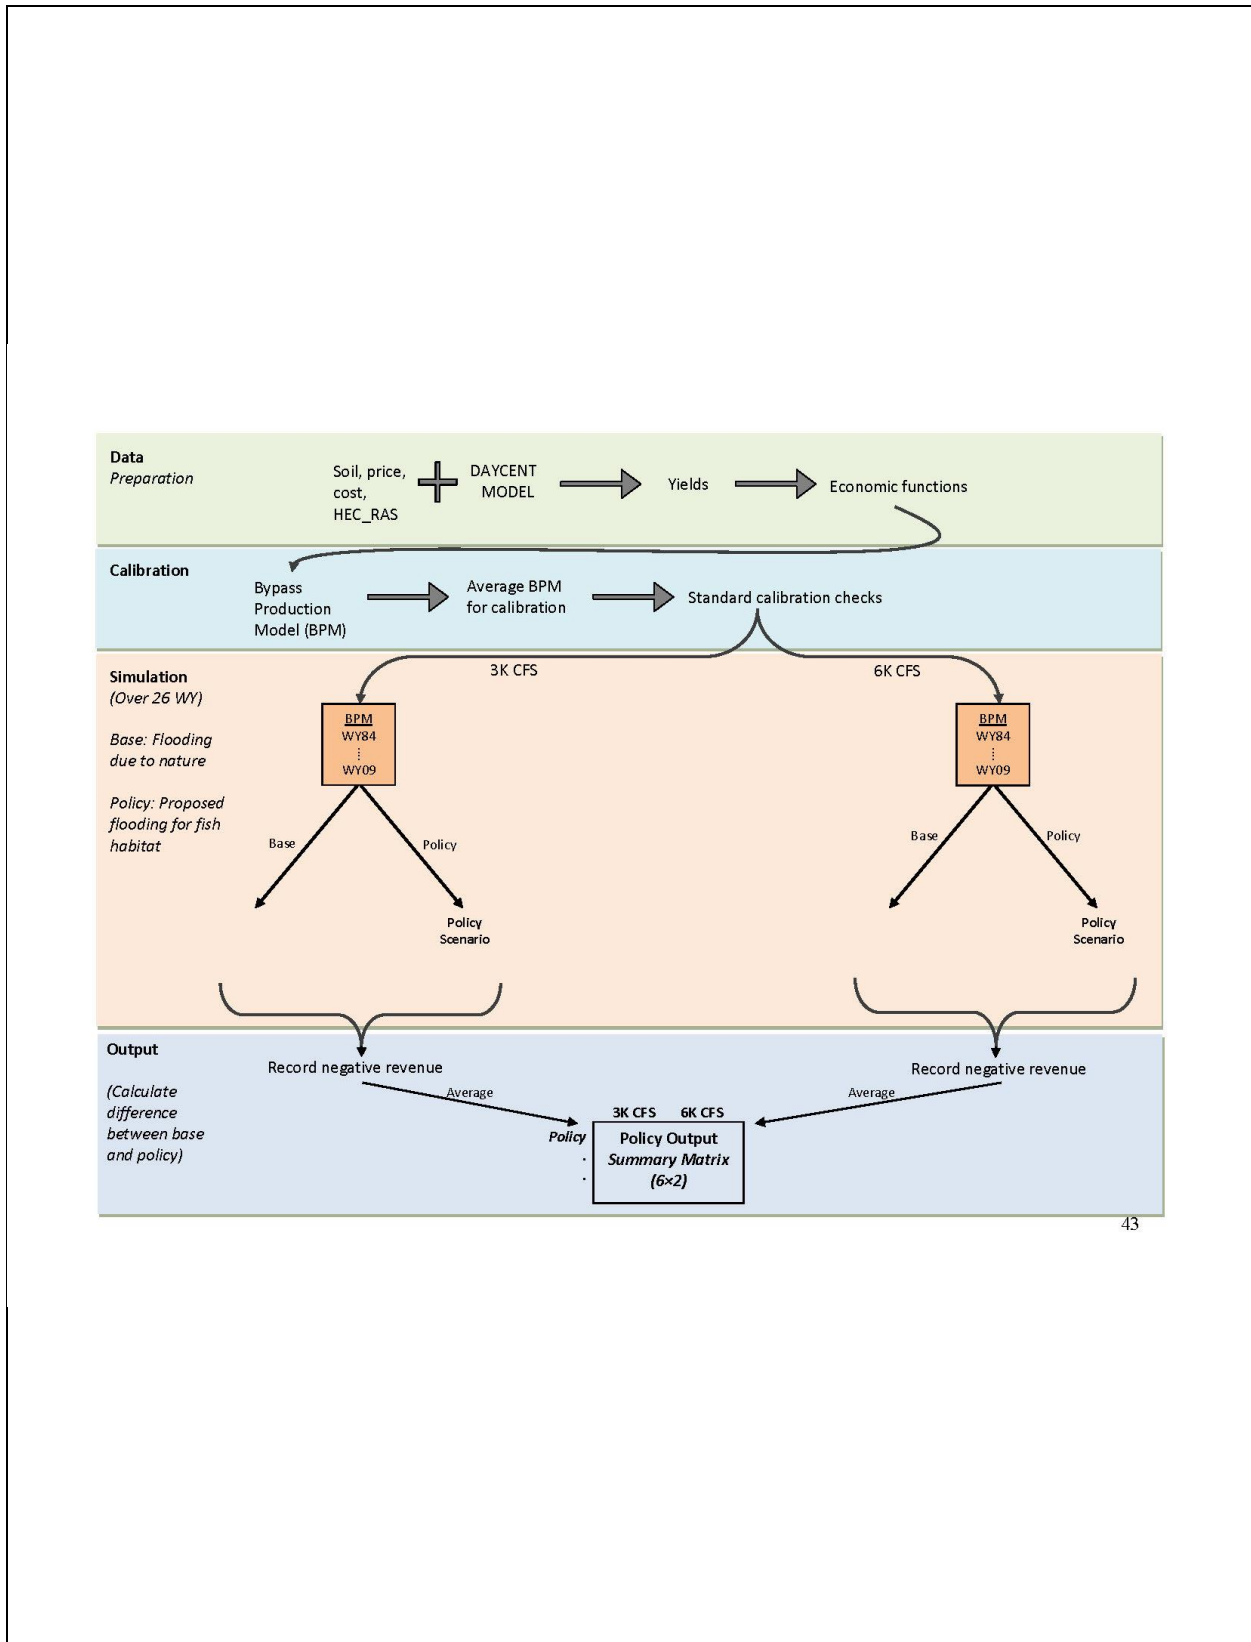 Data
Preparation
Soil, price,
cost,
HEC_RAS
DAYCENT
MODEL
Yields
Economic functions
Calibration
Bypass
Production
Model (BPM)
Average BPM
for calibration
Standard calibration checks
Simulation
(Over 26 WY)
Base: Flooding
due to nature
Policy: Proposed
flooding for fish
habitat
3K CFS
6K CFS
BPM
WY84
⋮
WY09
Base
Policy
Policy
Scenario
BPM
WY84
⋮
WY09
Base
Policy
Policy
Scenario
Output
(Calculate
difference
between base
and policy)
Record negative revenue
Average
Record negative revenue
Average
3K CFS 6K CFS
Policy
.
.
Policy Output
Summary Matrix
(6×2)
43